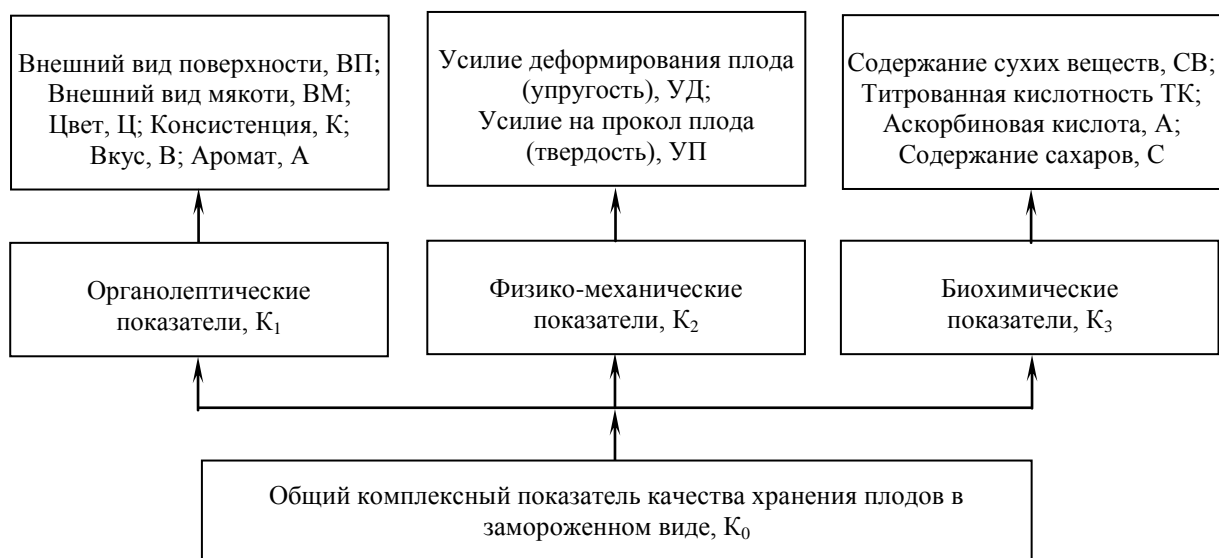 Внешний вид поверхности, ВП;
Внешний вид мякоти, ВМ;
Цвет, Ц; Консистенция, К;
Вкус, В; Аромат, А
Усилие деформирования плода
(упругость), УД;
Усилие на прокол плода
(твердость), УП
Содержание сухих веществ, СВ;
Титрованная кислотность ТК;
Аскорбиновая кислота, А;
Содержание сахаров, С
Органолептические
показатели, К₁
Физико-механические
показатели, К₂
Биохимические
показатели, К₃
Общий комплексный показатель качества хранения плодов в
замороженном виде, К₀